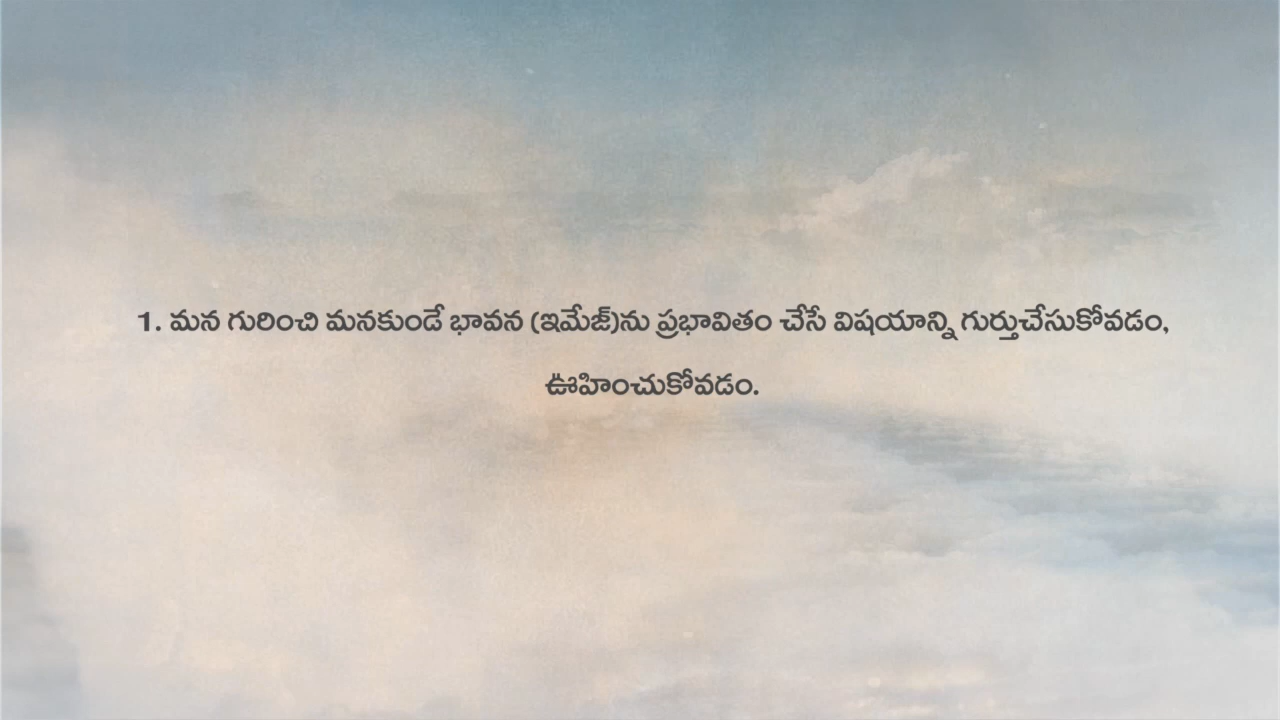 1. మన గురించి మనకుండే భావన (ఇమేజ్)ను ప్రభావితం చేసే విషయాన్ని గుర్తుచేసుకోవడం,
ఊహించుకోవడం.